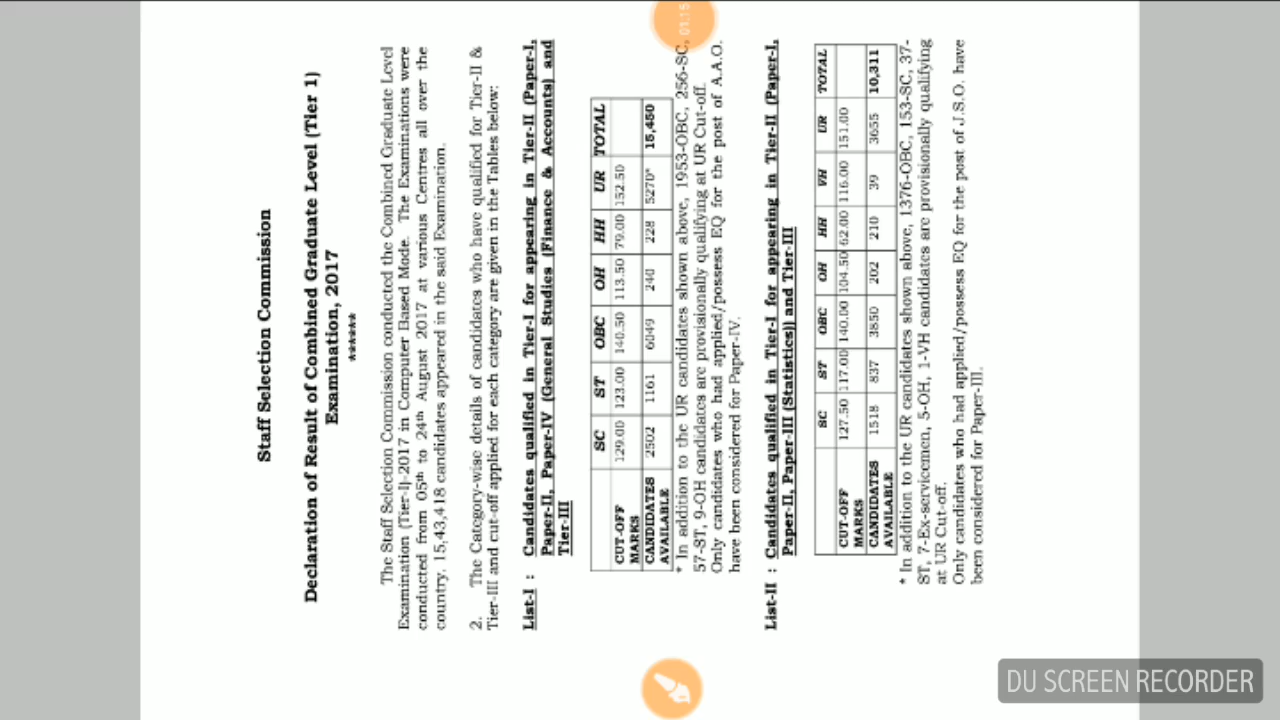 Staff Selection Commission
Declaration of Result of Combined Graduate Level (Tier 1)
Examination, 2017
*****
The Staff Selection Commission conducted the Combined Graduate Level
Examination (Tier-I)-2017 in Computer Based Mode. The Examinations were
conducted from 05th to 24th August 2017 at various Centres all over the
country. 15,43,418 candidates appeared in the said Examination.
2. The Category-wise details of candidates who have qualified for Tier-II &
Tier-III and cut-off applied for each category are given in the Tables below:
List-I : Candidates qualified in Tier-I for appearing in Tier-II (Paper-I,
Paper-II, Paper-IV (General Studies (Finance & Accounts) and
Tier-III
SC ST OBC OH HH UR TOTAL
CUT-OFF MARKS 129.00 123.00 140.50 113.50 79.00 152.50
CANDIDATES AVAILABLE 2502 1161 6049 240 228 5270* 15,450
* In addition to the UR candidates shown above, 1953-OBC, 256-SC,
57-ST, 9-OH candidates are provisionally qualifying at UR Cut-off.
Only candidates who had applied/possess EQ for the post of A.A.O.
have been considered for Paper-IV.
List-II : Candidates qualified in Tier-I for appearing in Tier-II (Paper-I,
Paper-II, Paper-III (Statistics)) and Tier-III
SC ST OBC OH HH VH UR TOTAL
CUT-OFF MARKS 127.50 117.00 140.00 104.50 62.00 116.00 151.00
CANDIDATES AVAILABLE 1518 837 3850 202 210 39 3655 10,311
* In addition to the UR candidates shown above, 1376-OBC, 153-SC, 37-
ST, 7-Ex-servicemen, 5-OH, 1-VH candidates are provisionally qualifying
at UR Cut-off.
Only candidates who had applied/possess EQ for the post of J.S.O. have
been considered for Paper-III.
01:15
DU SCREEN RECORDER